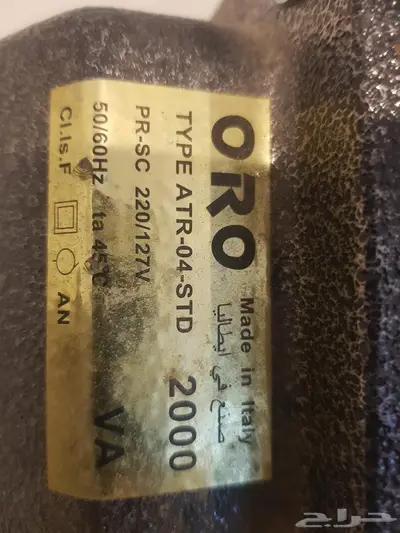 ORO
Made in Italy
صنع في ايطاليا
TYPE ATR-04-STD
2000
VA
PR-SC 220/127V
50/60Hz ta 45°C
Cl.Is.F AN
حراج